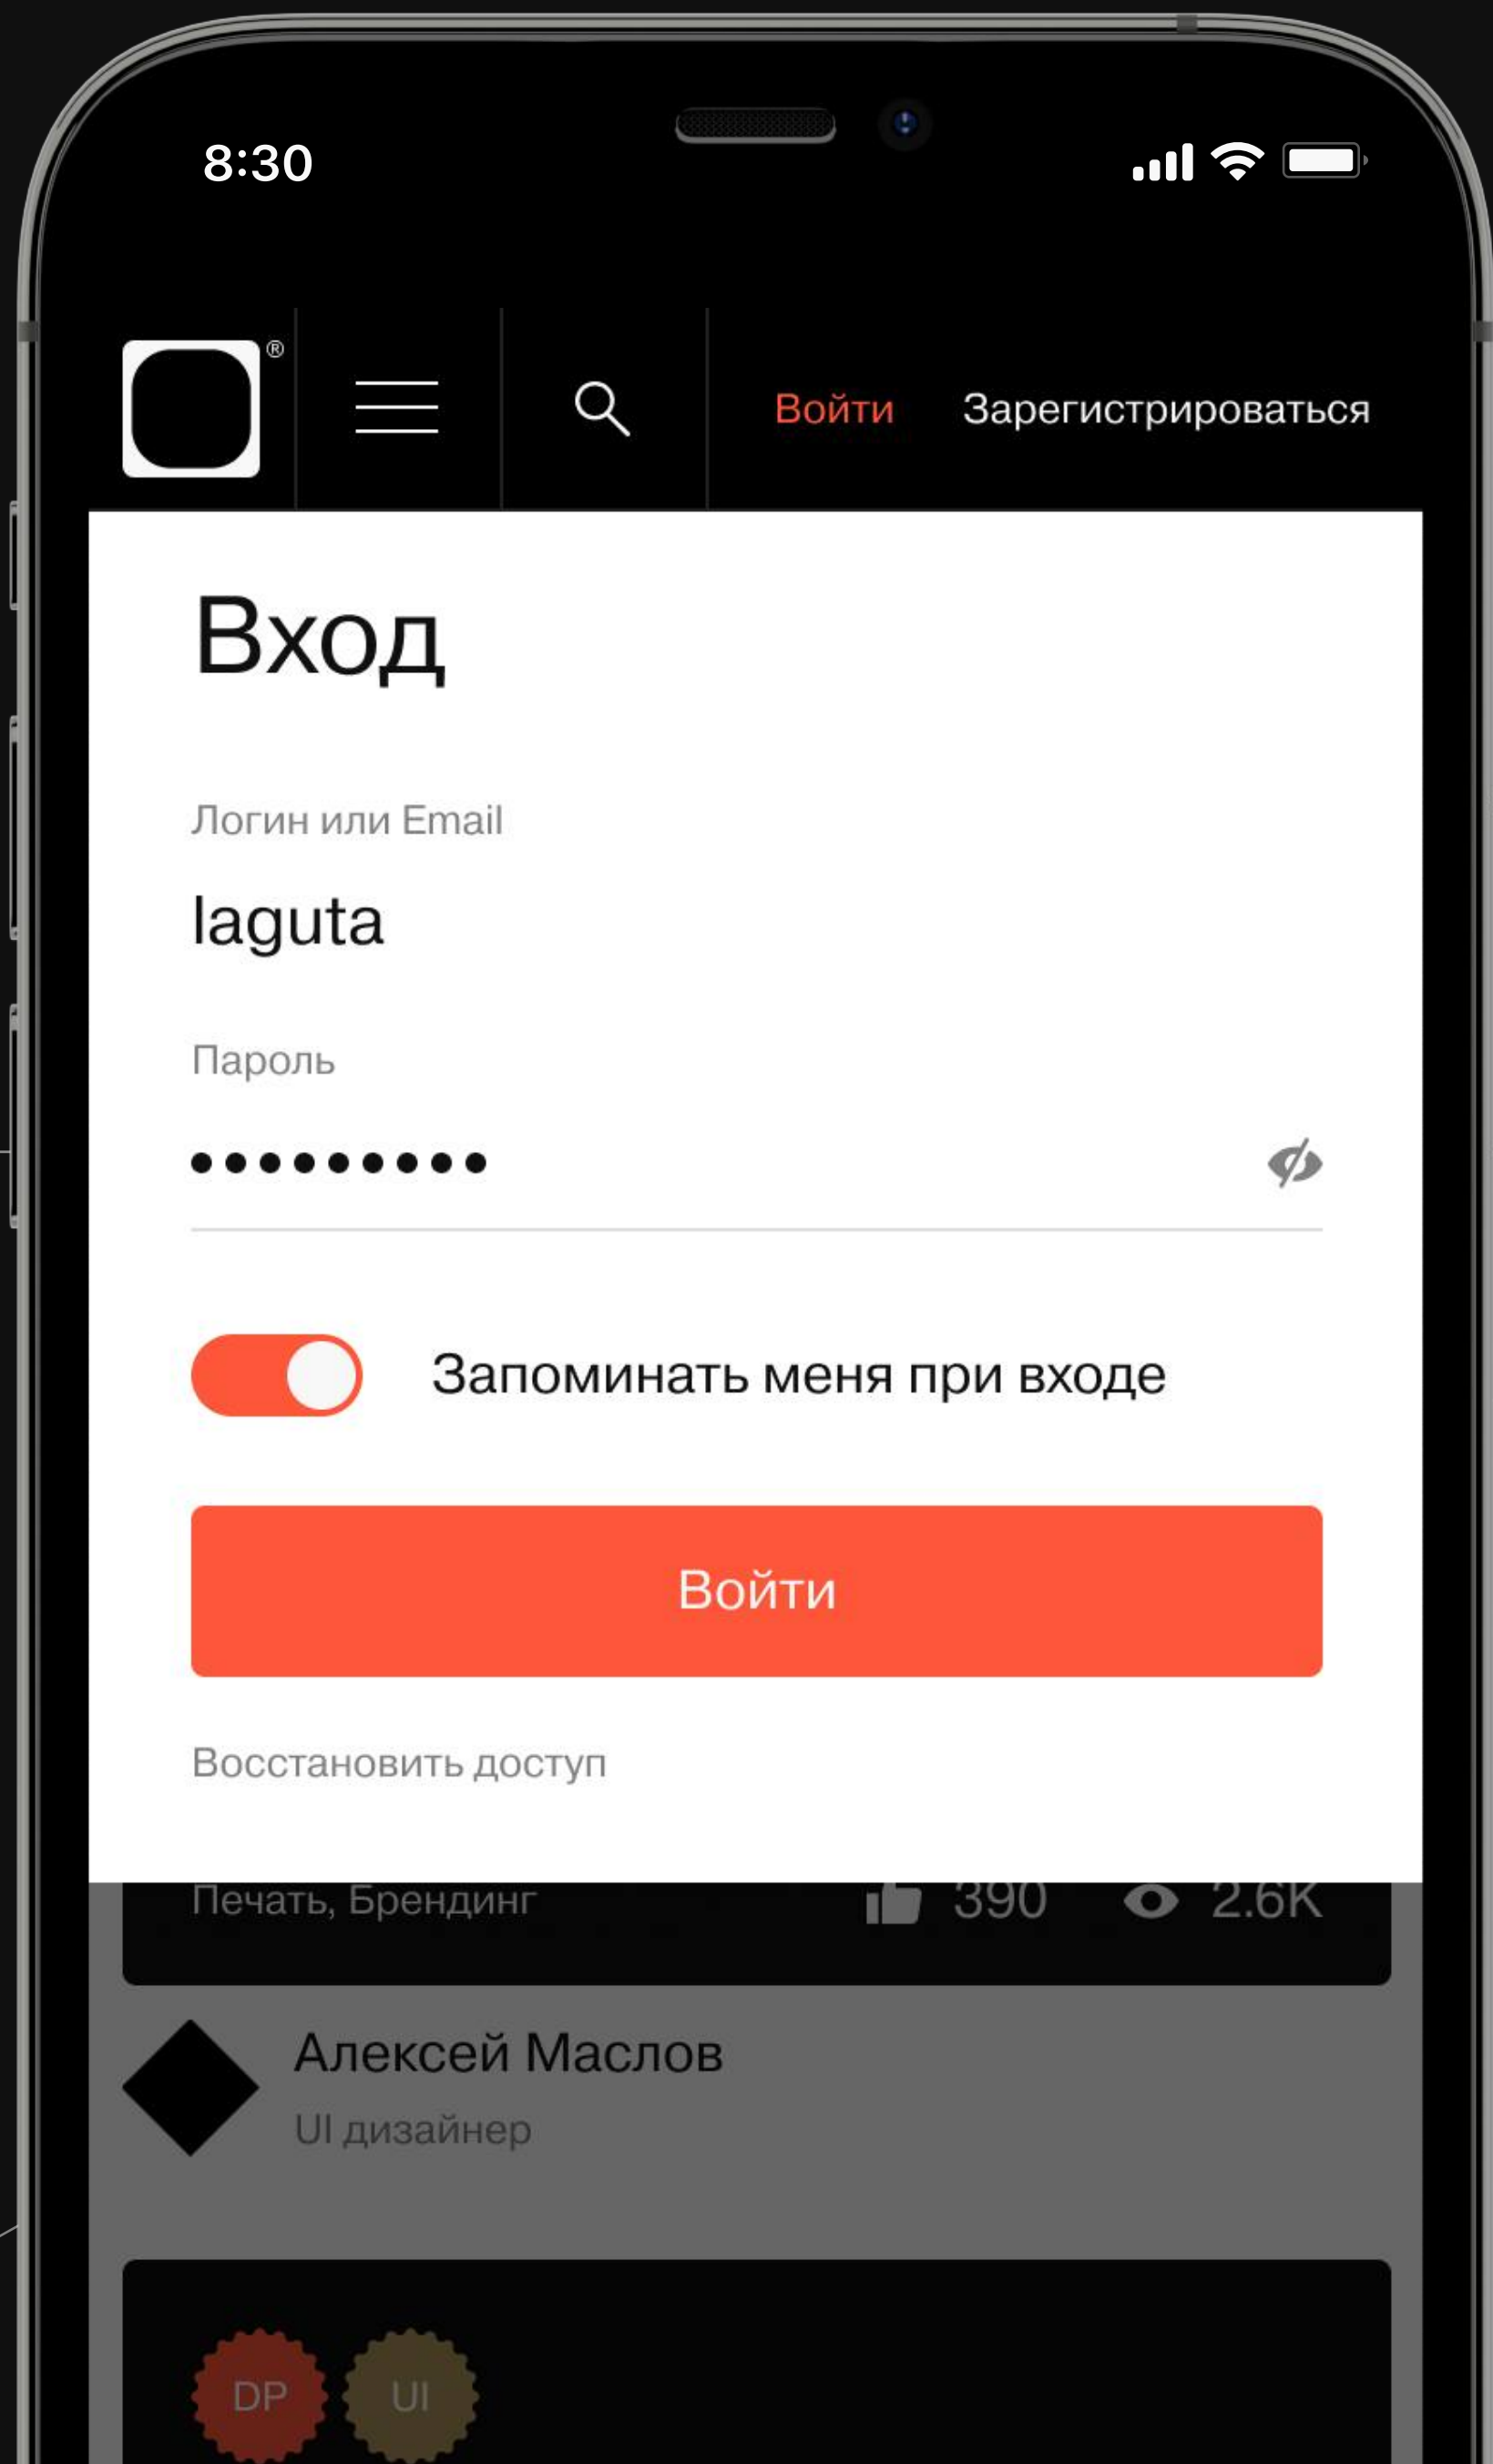 8:30
®
Войти Зарегистрироваться
Вход
Логин или Email
laguta
Пароль
Запоминать меня при входе
Войти
Восстановить доступ
Печать, Брендинг 390 2.6K
Алексей Маслов
UI дизайнер
DP UI